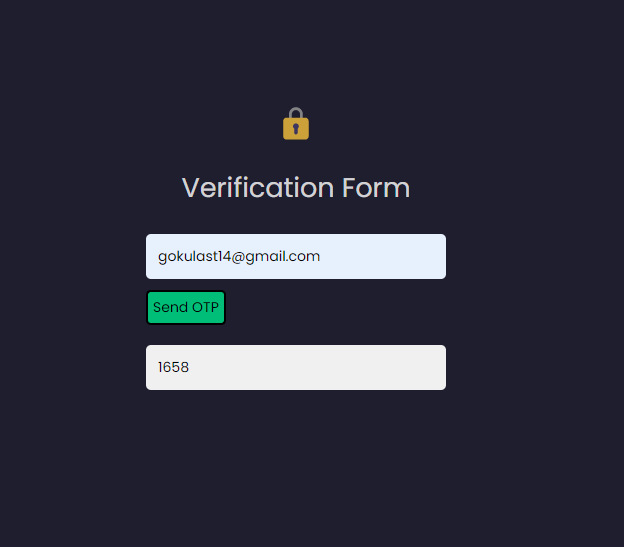 Verification Form
gokulast14@gmail.com
Send OTP
1658